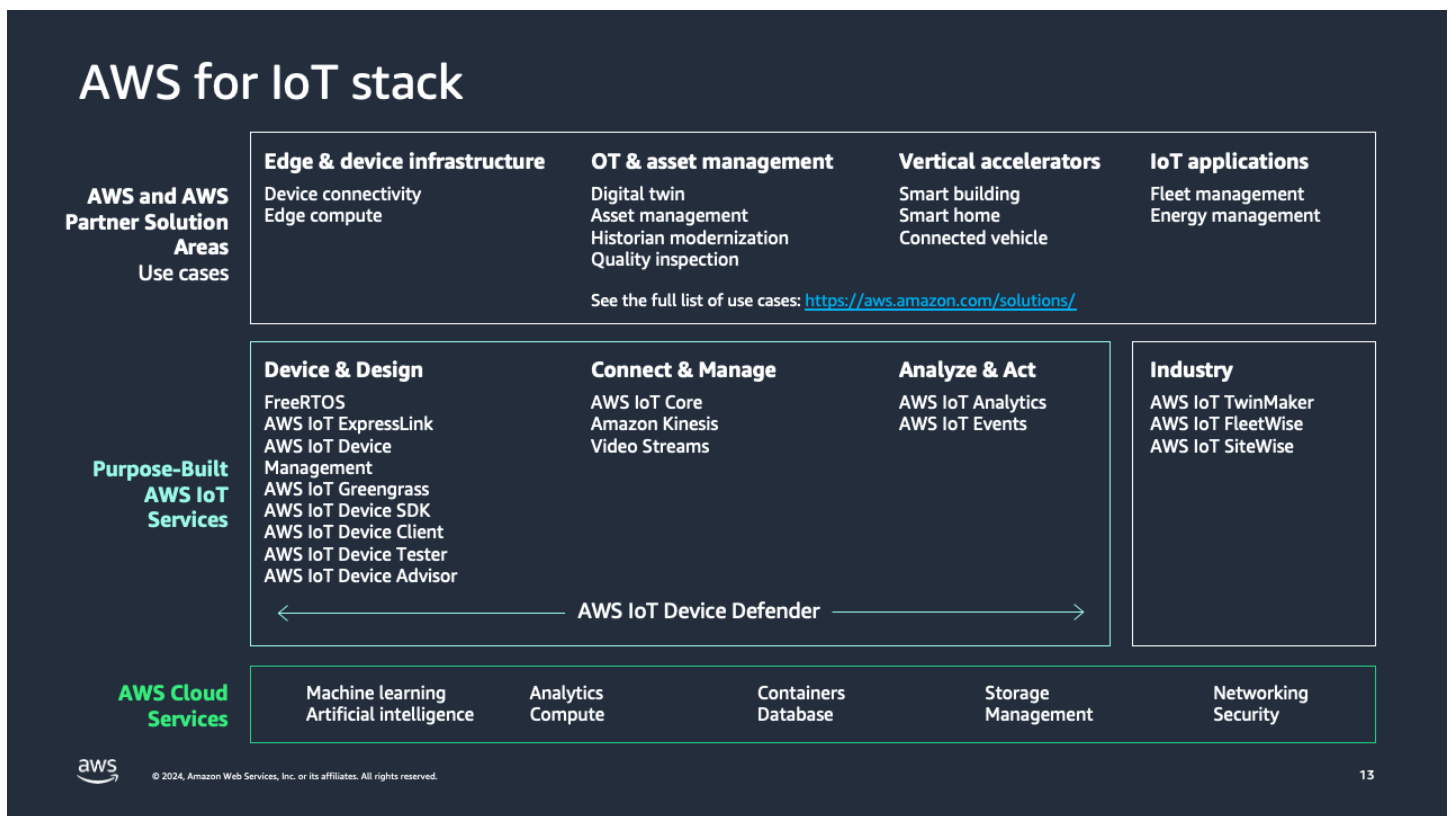 AWS for IoT stack
AWS and AWS
Partner Solution
Areas
Use cases
Edge & device infrastructure
Device connectivity
Edge compute
OT & asset management
Digital twin
Asset management
Historian modernization
Quality inspection
See the full list of use cases: https://aws.amazon.com/solutions/
Vertical accelerators
Smart building
Smart home
Connected vehicle
IoT applications
Fleet management
Energy management
Purpose-Built
AWS IoT
Services
Device & Design
FreeRTOS
AWS IoT ExpressLink
AWS IoT Device
Management
AWS IoT Greengrass
AWS IoT Device SDK
AWS IoT Device Client
AWS IoT Device Tester
AWS IoT Device Advisor
Connect & Manage
AWS IoT Core
Amazon Kinesis
Video Streams
Analyze & Act
AWS IoT Analytics
AWS IoT Events
AWS IoT Device Defender
Industry
AWS IoT TwinMaker
AWS IoT FleetWise
AWS IoT SiteWise
AWS Cloud
Services
Machine learning
Artificial intelligence
Analytics
Compute
Containers
Database
Storage
Management
Networking
Security
aws
© 2024, Amazon Web Services, Inc. or its affiliates. All rights reserved.
13